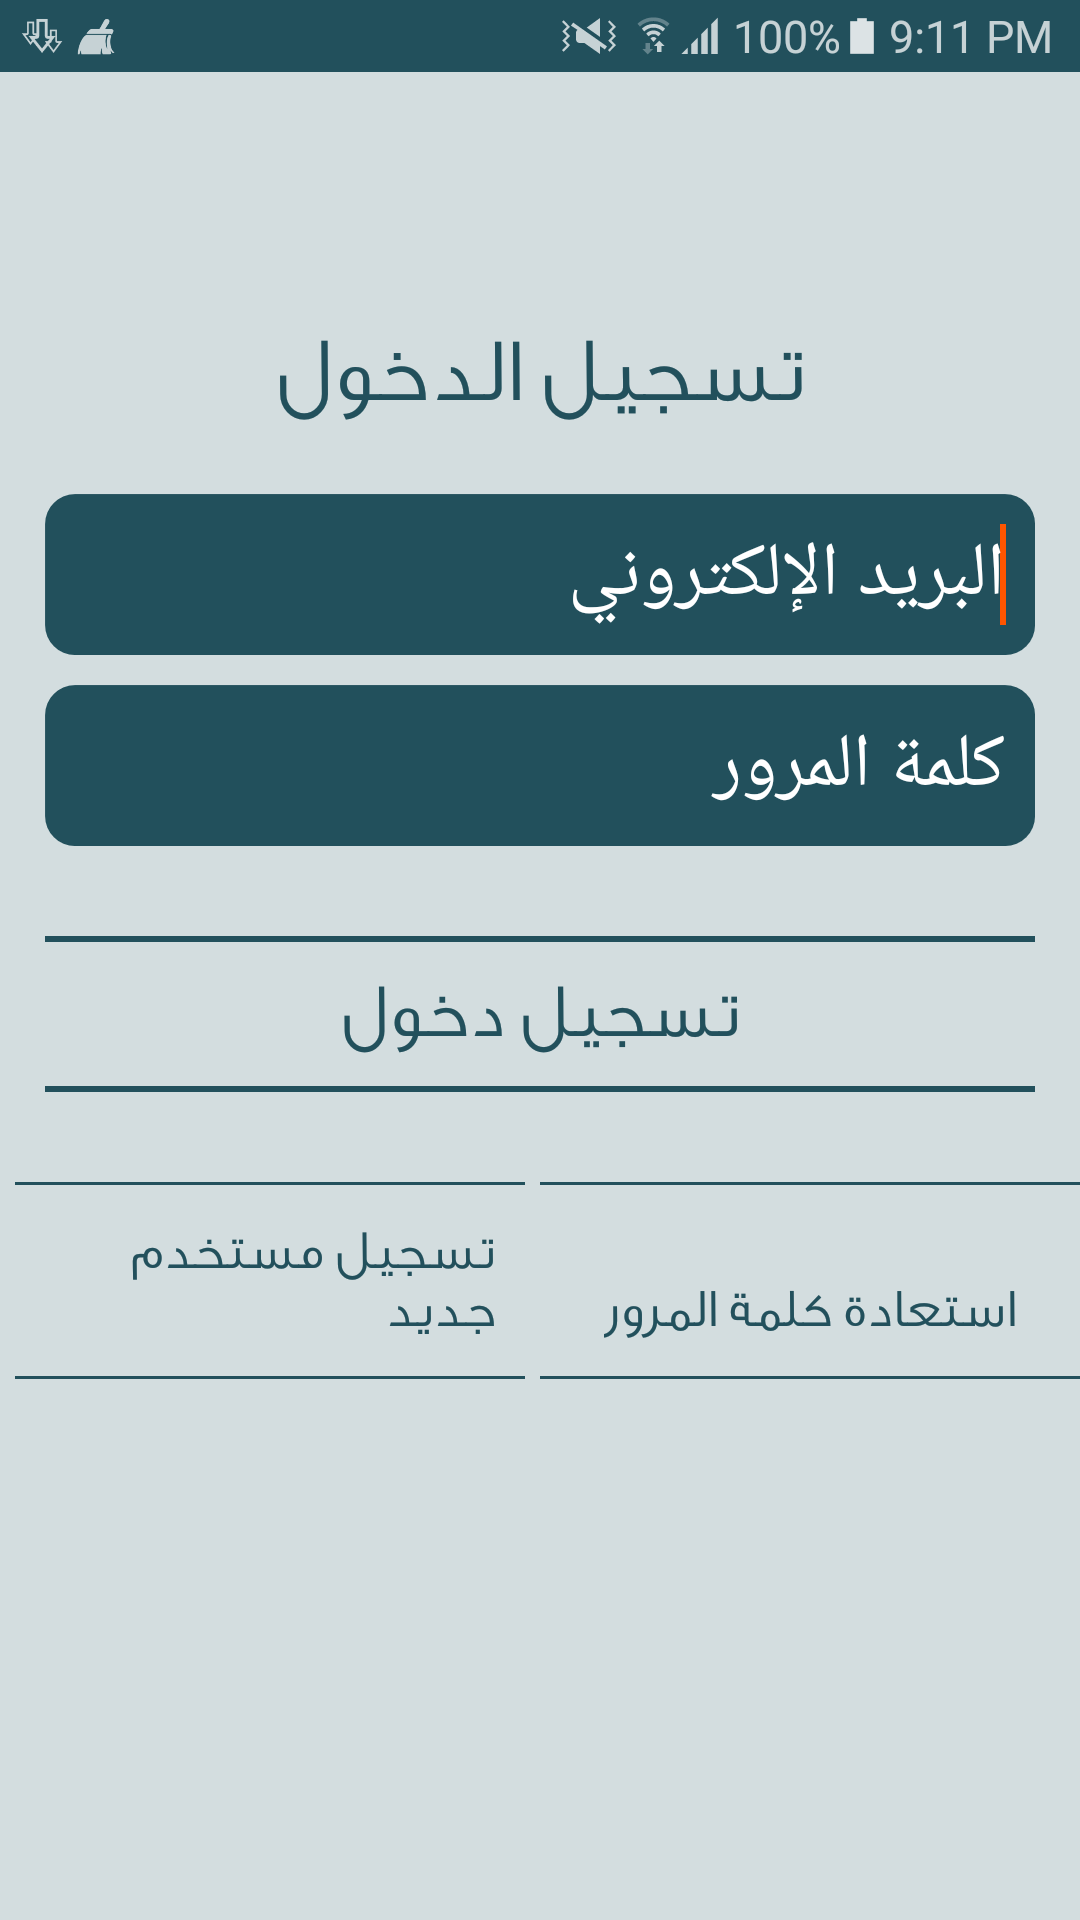 100% 9:11 PM
تسجيل الدخول
البريد الإلكتروني
كلمة المرور
تسجيل دخول
استعادة كلمة المرور
تسجيل مستخدم
جديد